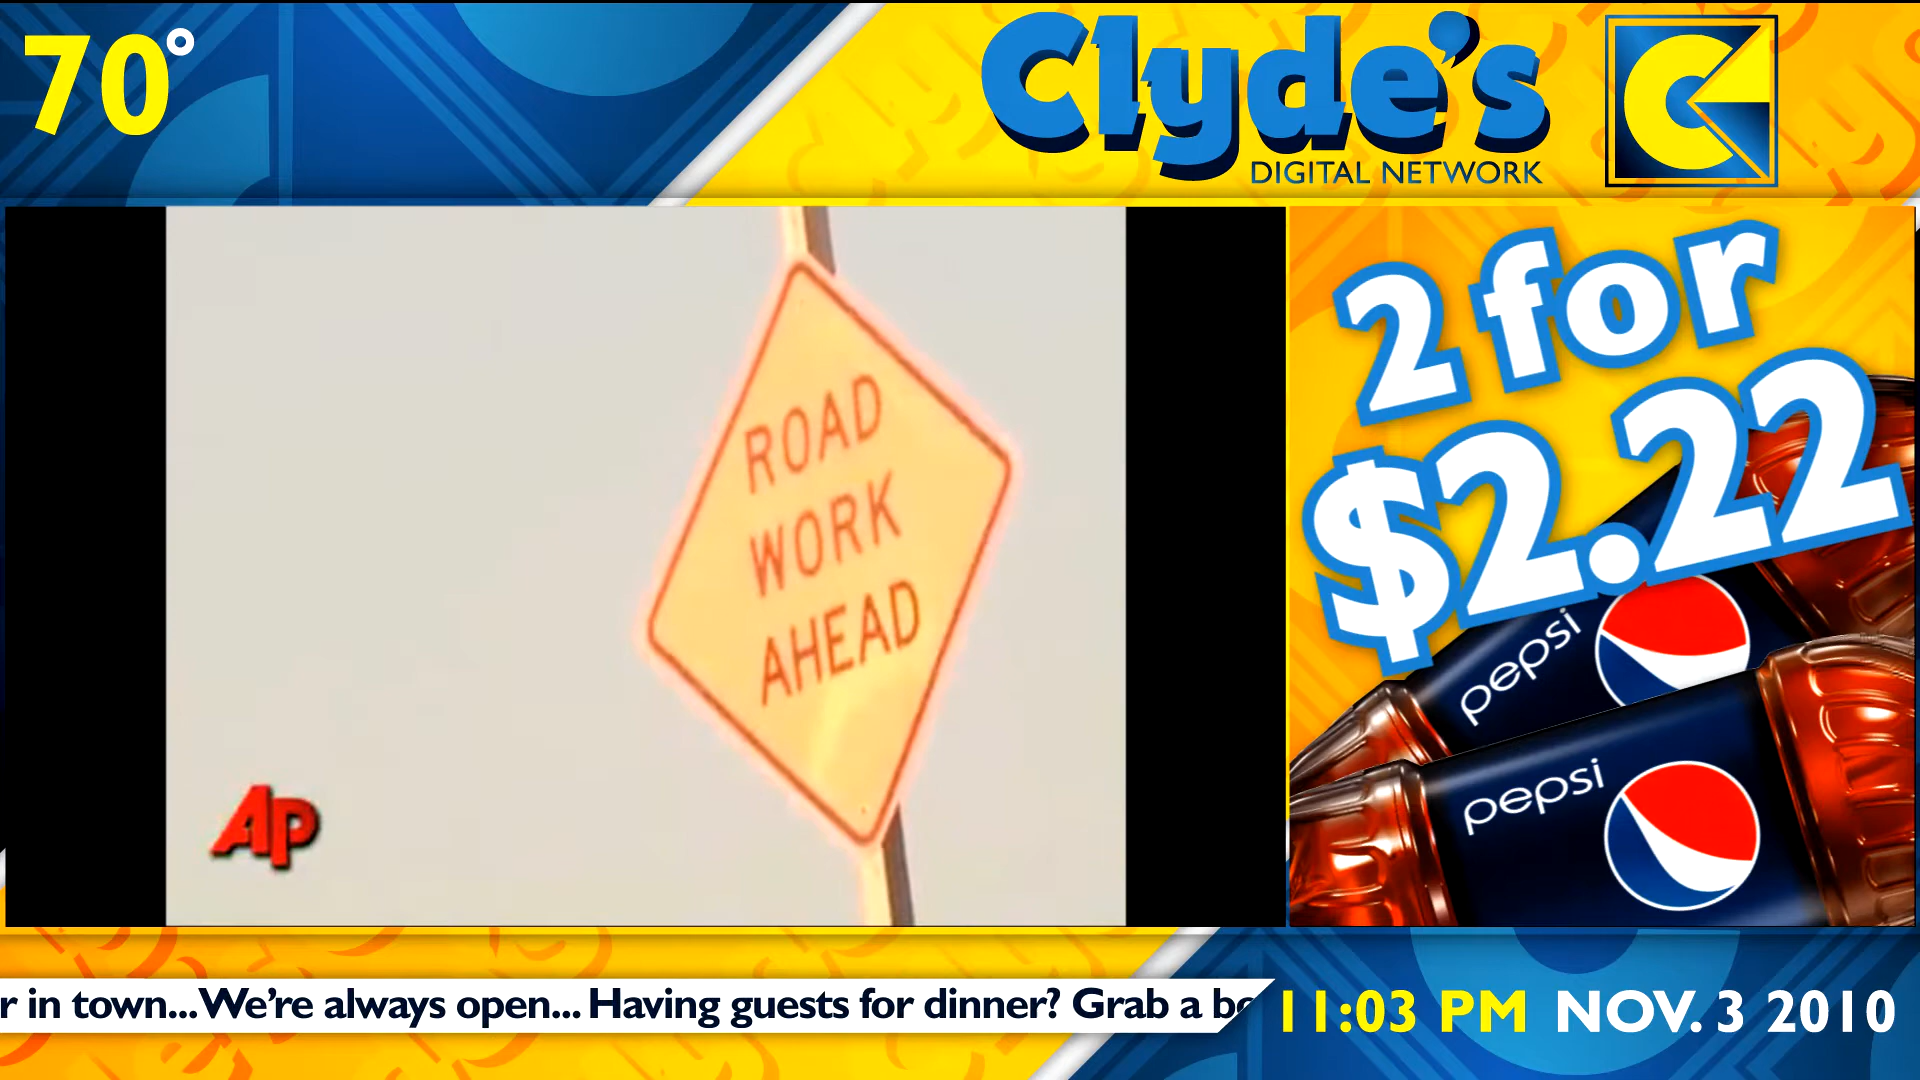 70°
Clyde's
DIGITAL NETWORK
C
ROAD
WORK
AHEAD
AP
2 for
$2.22
pepsi
pepsi
r in town...We're always open... Having guests for dinner? Grab a
11:03 PM NOV. 3 2010